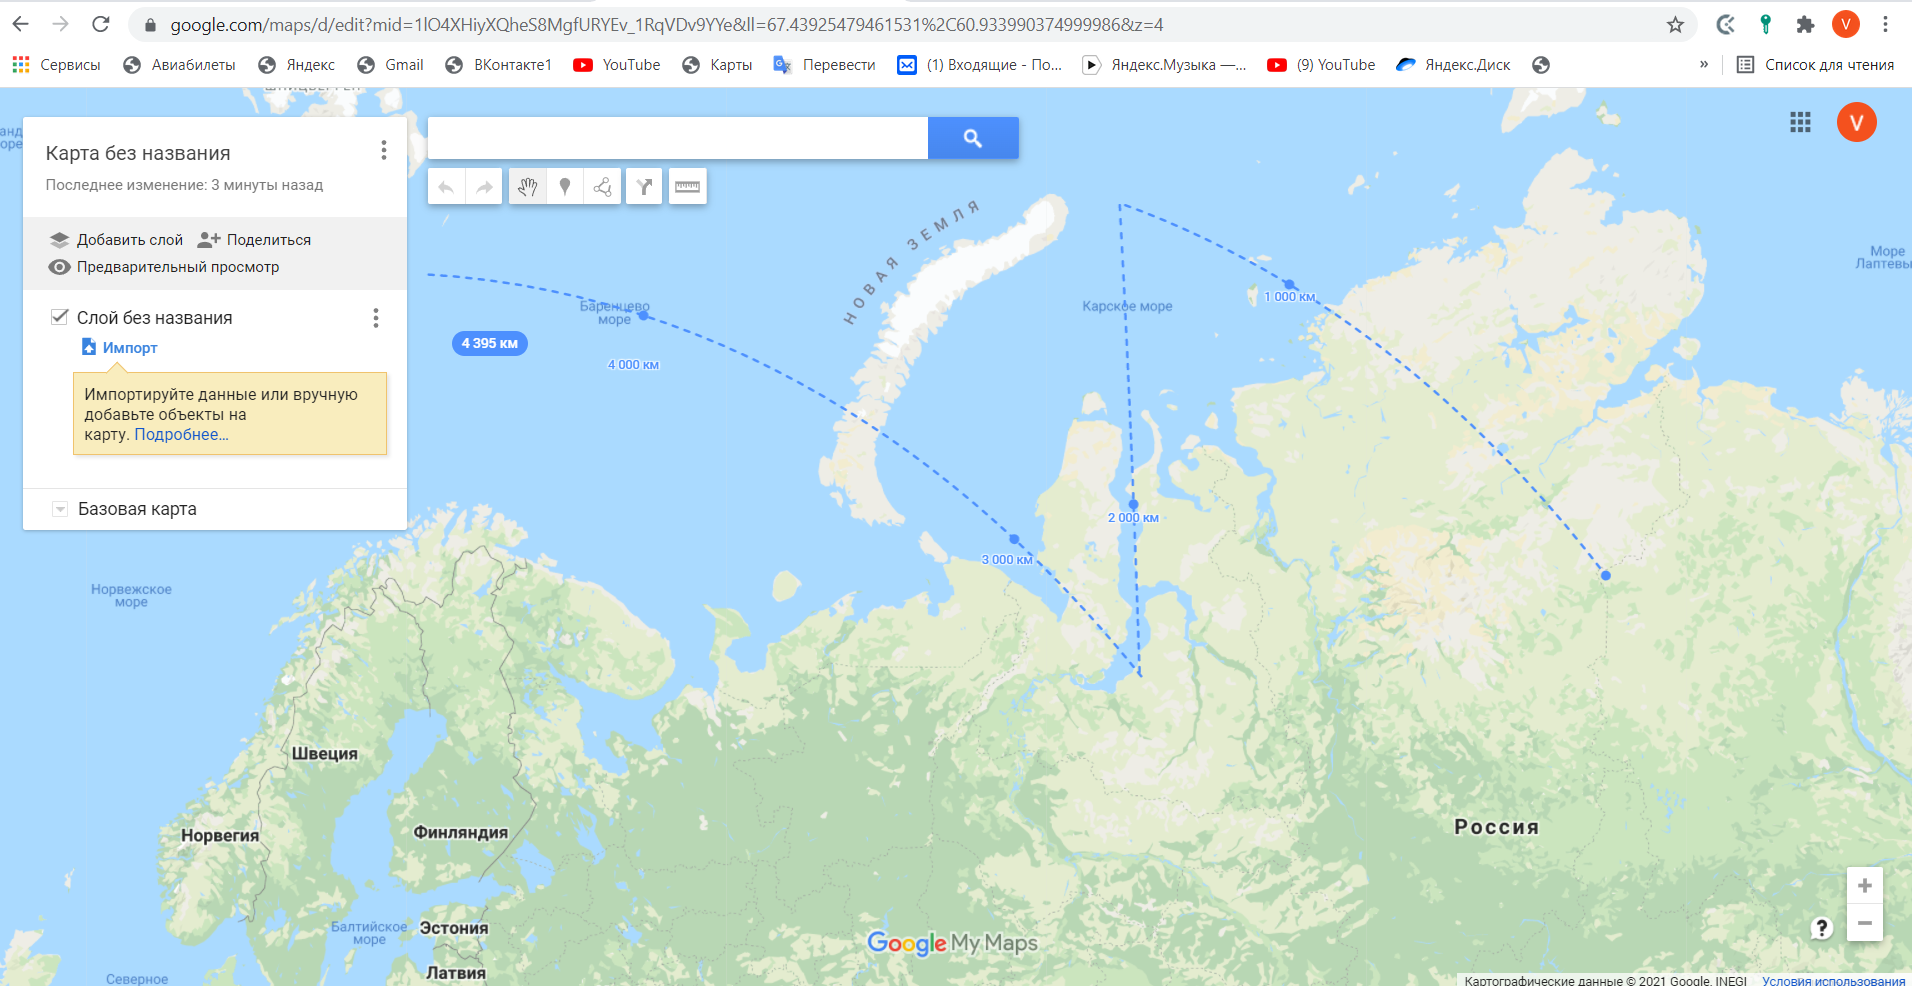 google.com/maps/d/edit?mid=1lO4XHiyXQheS8MgfURYEv_1RqVDv9YYe&ll=67.43925479461531%2C60.933990374999986&z=4
V
Сервисы
Авиабилеты
Яндекс
Gmail
ВКонтакте1
YouTube
Карты
Перевести
(1) Входящие - По...
Яндекс.Музыка —...
(9) YouTube
Яндекс.Диск
»
Список для чтения
ШПИЦБЕРГЕН
V
Карта без названия
Последнее изменение: 3 минуты назад
Добавить слой
Поделиться
Предварительный просмотр
Слой без названия
Импорт
Импортируйте данные или вручную
добавьте объекты на
карту. Подробнее...
Базовая карта
НОВАЯ ЗЕМЛЯ
Море
Лаптевы
Баренцево
море
Карское море
1 000 км
4 395 км
4 000 км
2 000 км
3 000 км
Норвежское
море
Швеция
Норвегия
Финляндия
Россия
Балтийское
море
Эстония
Латвия
Северное
Google My Maps
?
Картографические данные © 2021 Google, INEGI
Условия использования